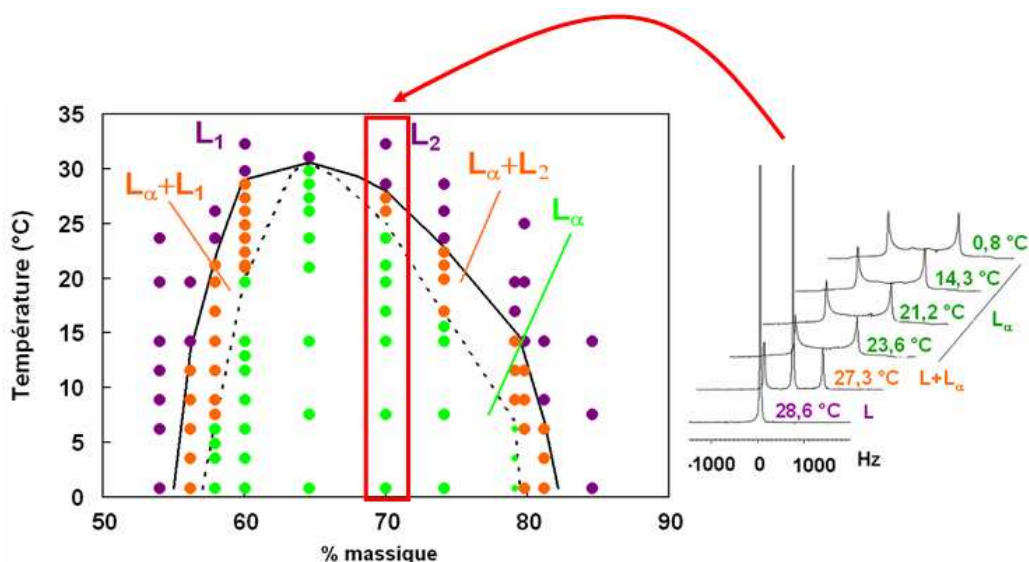 35
30
25
20
15
10
5
0
Température (°C)
50
60
70
80
90
% massique
L1
L2
Lα+L1
Lα+L2
Lα
0,8 °C
14,3 °C
21,2 °C
Lα
23,6 °C
27,3 °C L+Lα
28,6 °C L
-1000 0 1000 Hz